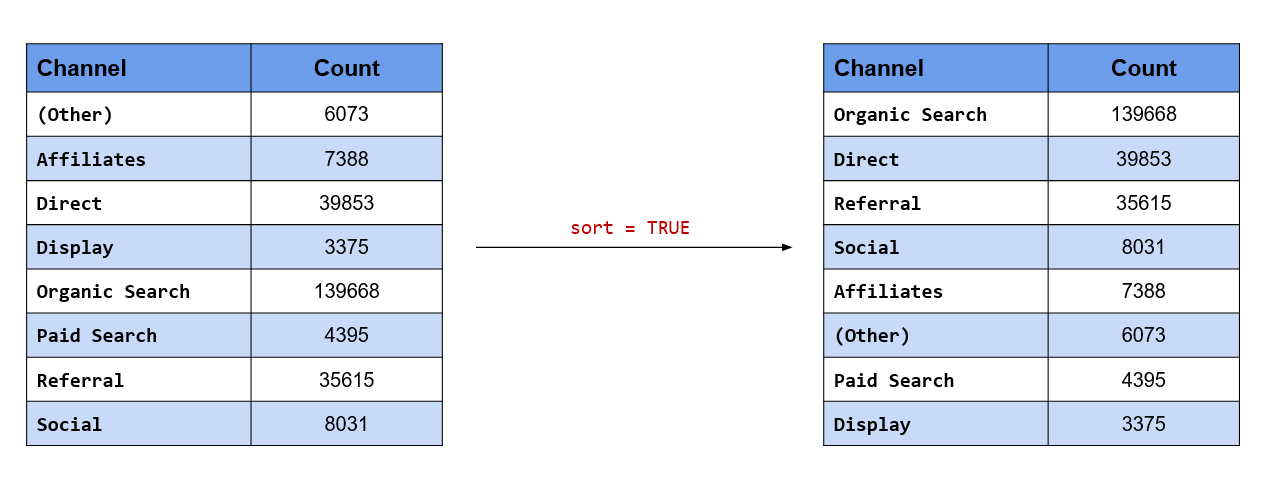 Channel Count
(Other) 6073
Affiliates 7388
Direct 39853
Display 3375
Organic Search 139668
Paid Search 4395
Referral 35615
Social 8031
sort = TRUE
Channel Count
Organic Search 139668
Direct 39853
Referral 35615
Social 8031
Affiliates 7388
(Other) 6073
Paid Search 4395
Display 3375